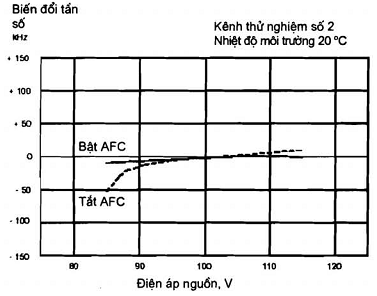 Biến đổi tần
số
KHz
Kênh thử nghiệm số 2
Nhiệt độ môi trường 20 °C
+ 150
+ 100
+ 50
Bật AFC
0
- 50
Tắt AFC
- 100
- 150
80 90 100 110 120
Điện áp nguồn, V